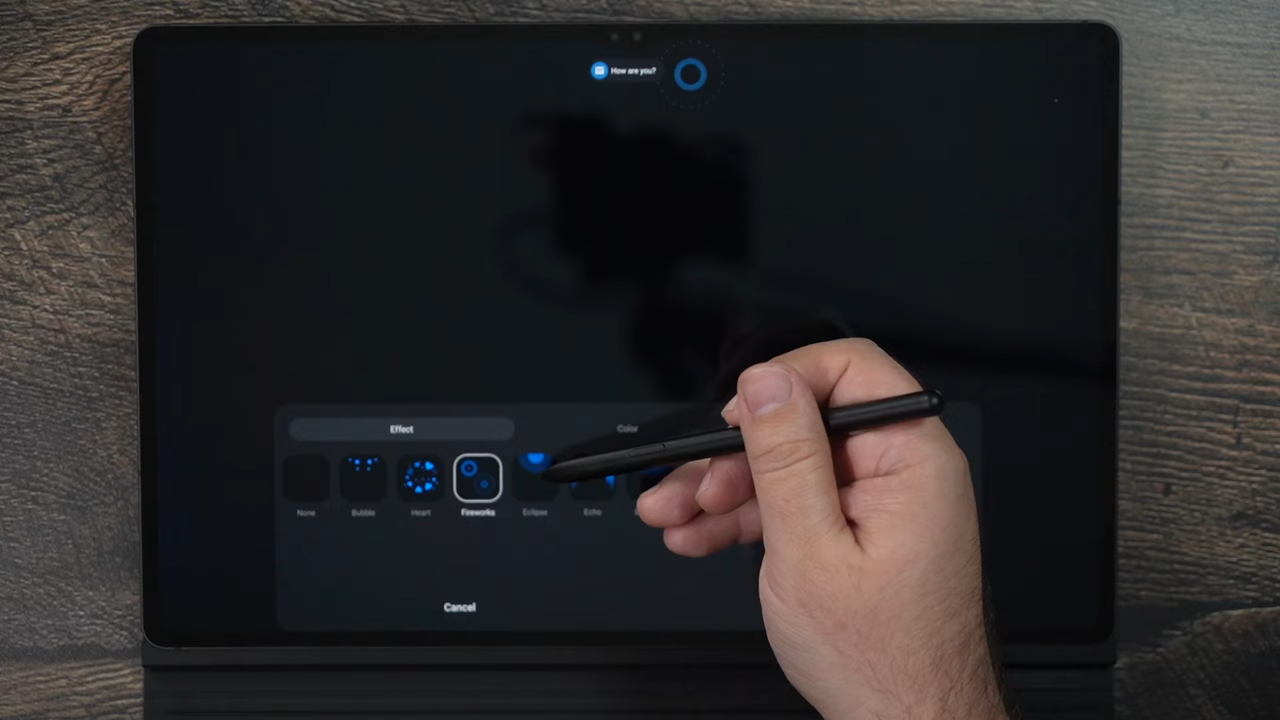 How are you?
Effect
Color
None
Bubble
Heart
Fireworks
Eclipse
Echo
Cancel